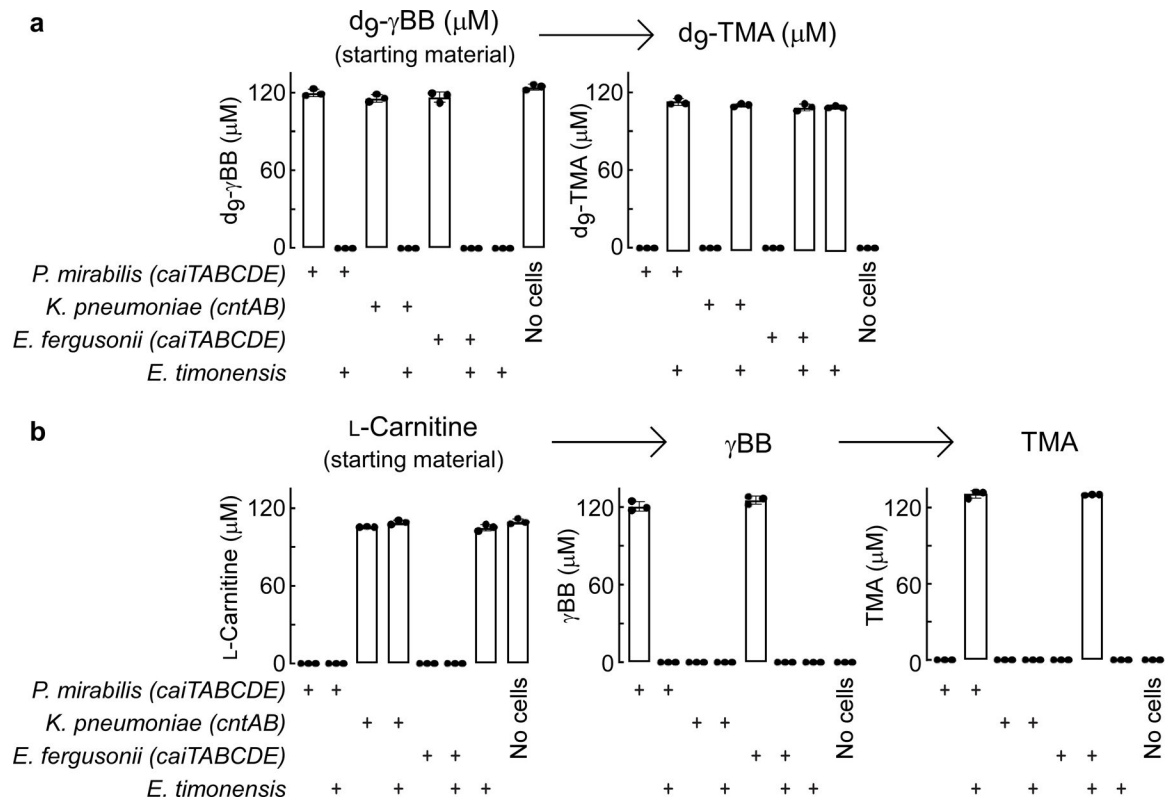 a
d9-γBB (μM)
(starting material)
d9-TMA (μM)
d9-γBB (μM)
120
60
0
d9-TMA (μM)
120
60
0
P. mirabilis (caiTABCDE) + + + +
K. pneumoniae (cntAB) + + + +
E. fergusonii (caiTABCDE) + + + +
E. timonensis + + + + + + + +
No cells
No cells
b
L-Carnitine
(starting material)
γBB
TMA
L-Carnitine (μM)
120
60
0
γBB (μM)
120
60
0
TMA (μM)
120
60
0
P. mirabilis (caiTABCDE) + + + + + +
K. pneumoniae (cntAB) + + + + + +
E. fergusonii (caiTABCDE) + + + + + +
E. timonensis + + + + + + + + + + + +
No cells
No cells
No cells